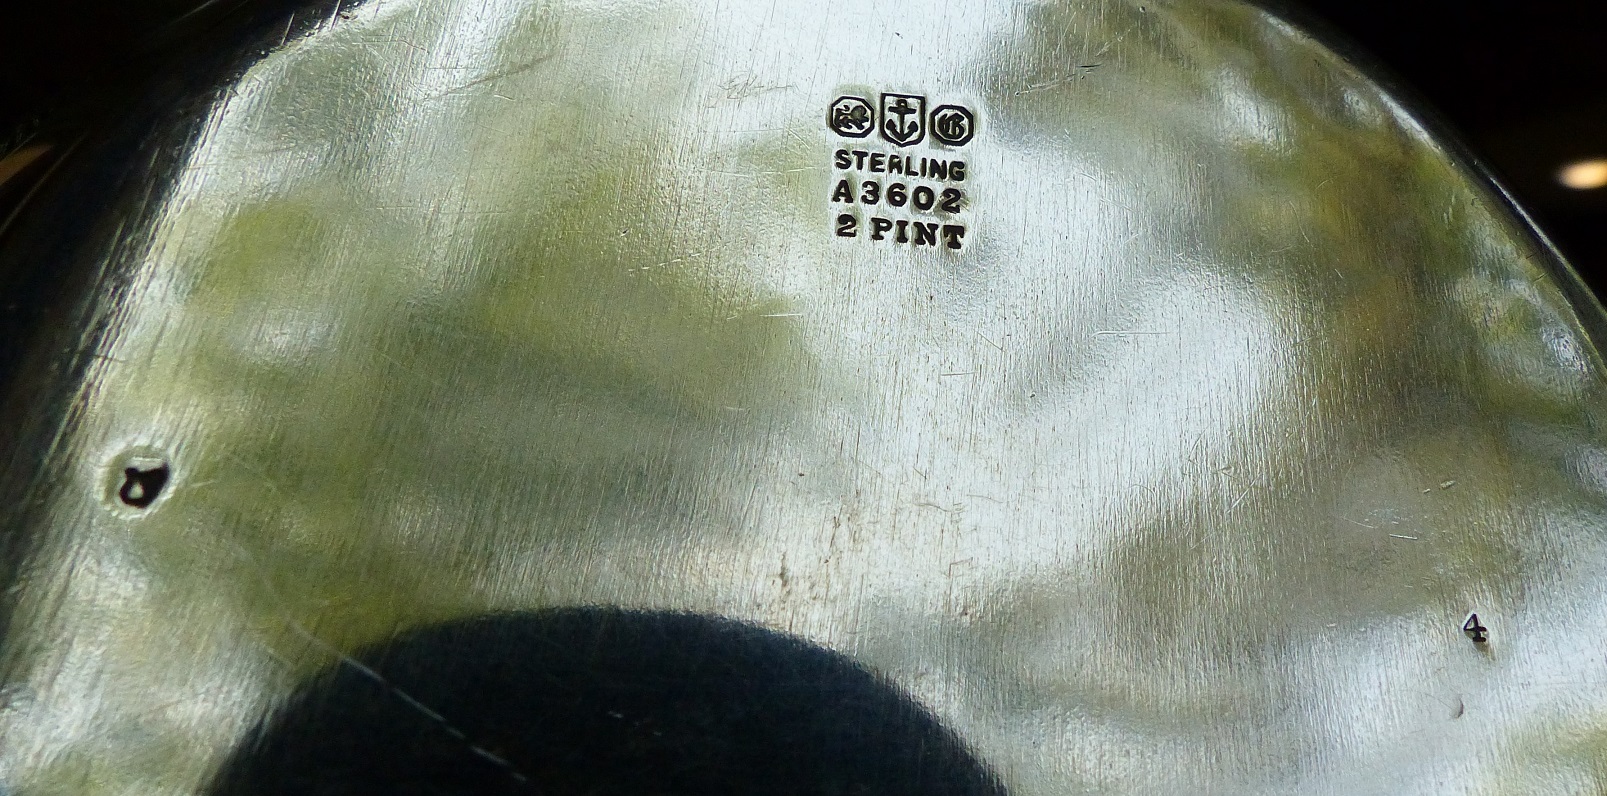 STERLING
A3602
2 PINT
4